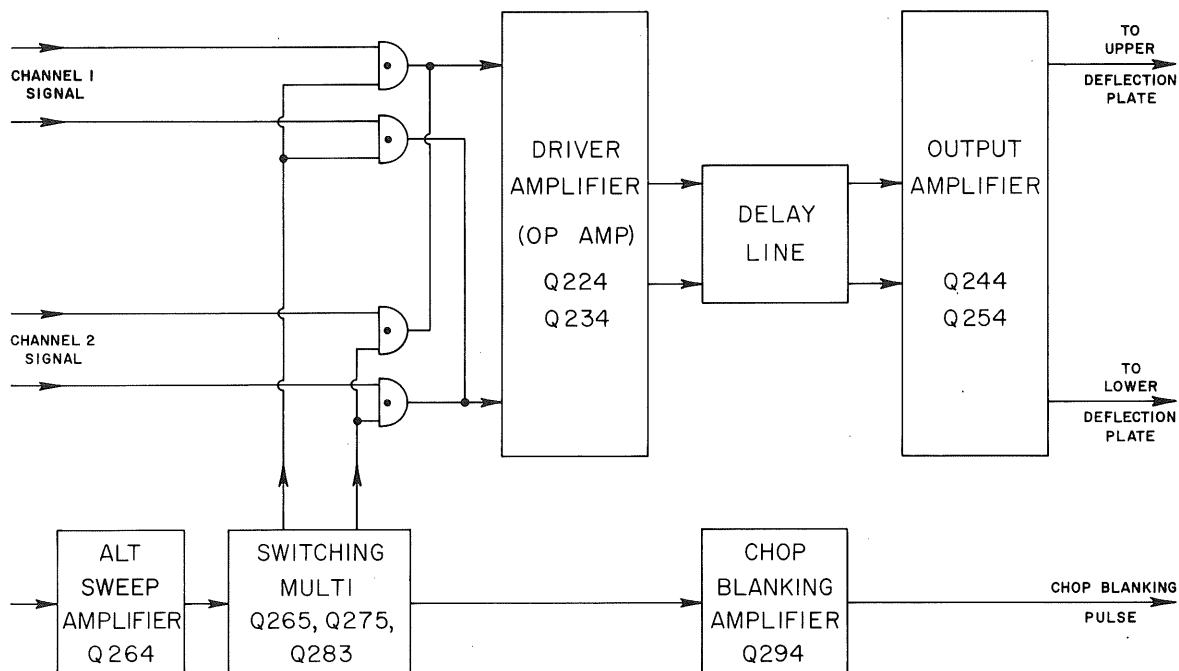 CHANNEL 1
SIGNAL
CHANNEL 2
SIGNAL
DRIVER
AMPLIFIER
(OP AMP)
Q224
Q234
DELAY
LINE
OUTPUT
AMPLIFIER
Q244
Q254
TO
UPPER
DEFLECTION
PLATE
TO
LOWER
DEFLECTION
PLATE
ALT
SWEEP
AMPLIFIER
Q264
SWITCHING
MULTI
Q265, Q275,
Q283
CHOP
BLANKING
AMPLIFIER
Q294
CHOP BLANKING
PULSE